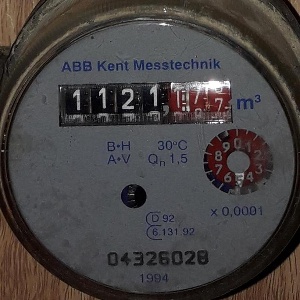 ABB Kent Messtechnik
1121 m³
B•H 30°C
A•V Qn 1,5
x 0,0001
D 92
6 131.92
04326028
1994